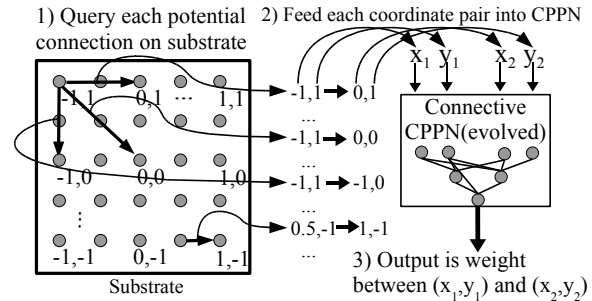 1) Query each potential
connection on substrate
2) Feed each coordinate pair into CPPN
-1,1 0,1 ... 1,1
-1,0 0,0 1,0
...
-1,-1 0,-1 1,-1
Substrate
-1,1 0,1
...
-1,1 0,0
...
-1,1 -1,0
...
0.5,-1 1,-1
...
x1 y1 x2 y2
Connective
CPPN(evolved)
3) Output is weight
between (x1,y1) and (x2,y2)